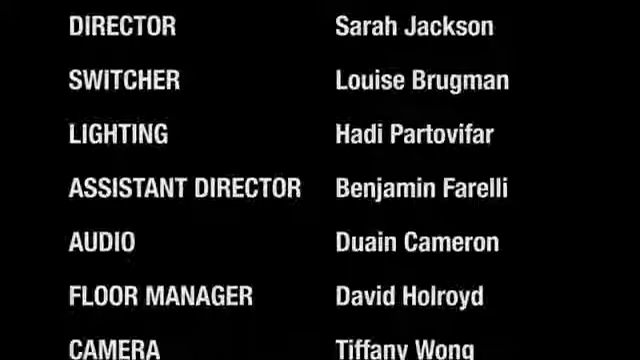 DIRECTOR Sarah Jackson
SWITCHER Louise Brugman
LIGHTING Hadi Partovifar
ASSISTANT DIRECTOR Benjamin Farelli
AUDIO Duain Cameron
FLOOR MANAGER David Holroyd
CAMERA Tiffany Wong